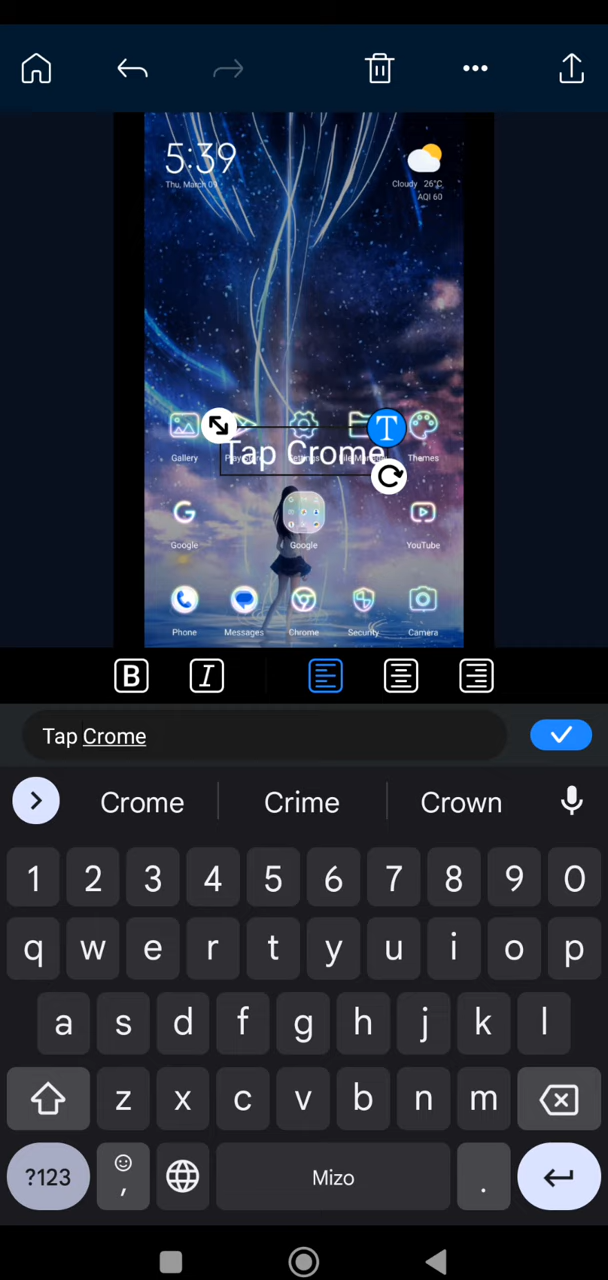 5:39
Thu, March 09
Cloudy 26°C
AQI 60
Tap Crome
Gallery
Themes
Google
Google
YouTube
Phone
Messages
Chrome
Security
Camera
B I
Tap Crome
Crome Crime Crown
1 2 3 4 5 6 7 8 9 0
q w e r t y u i o p
a s d f g h j k l
z x c v b n m
?123 , Mizo .